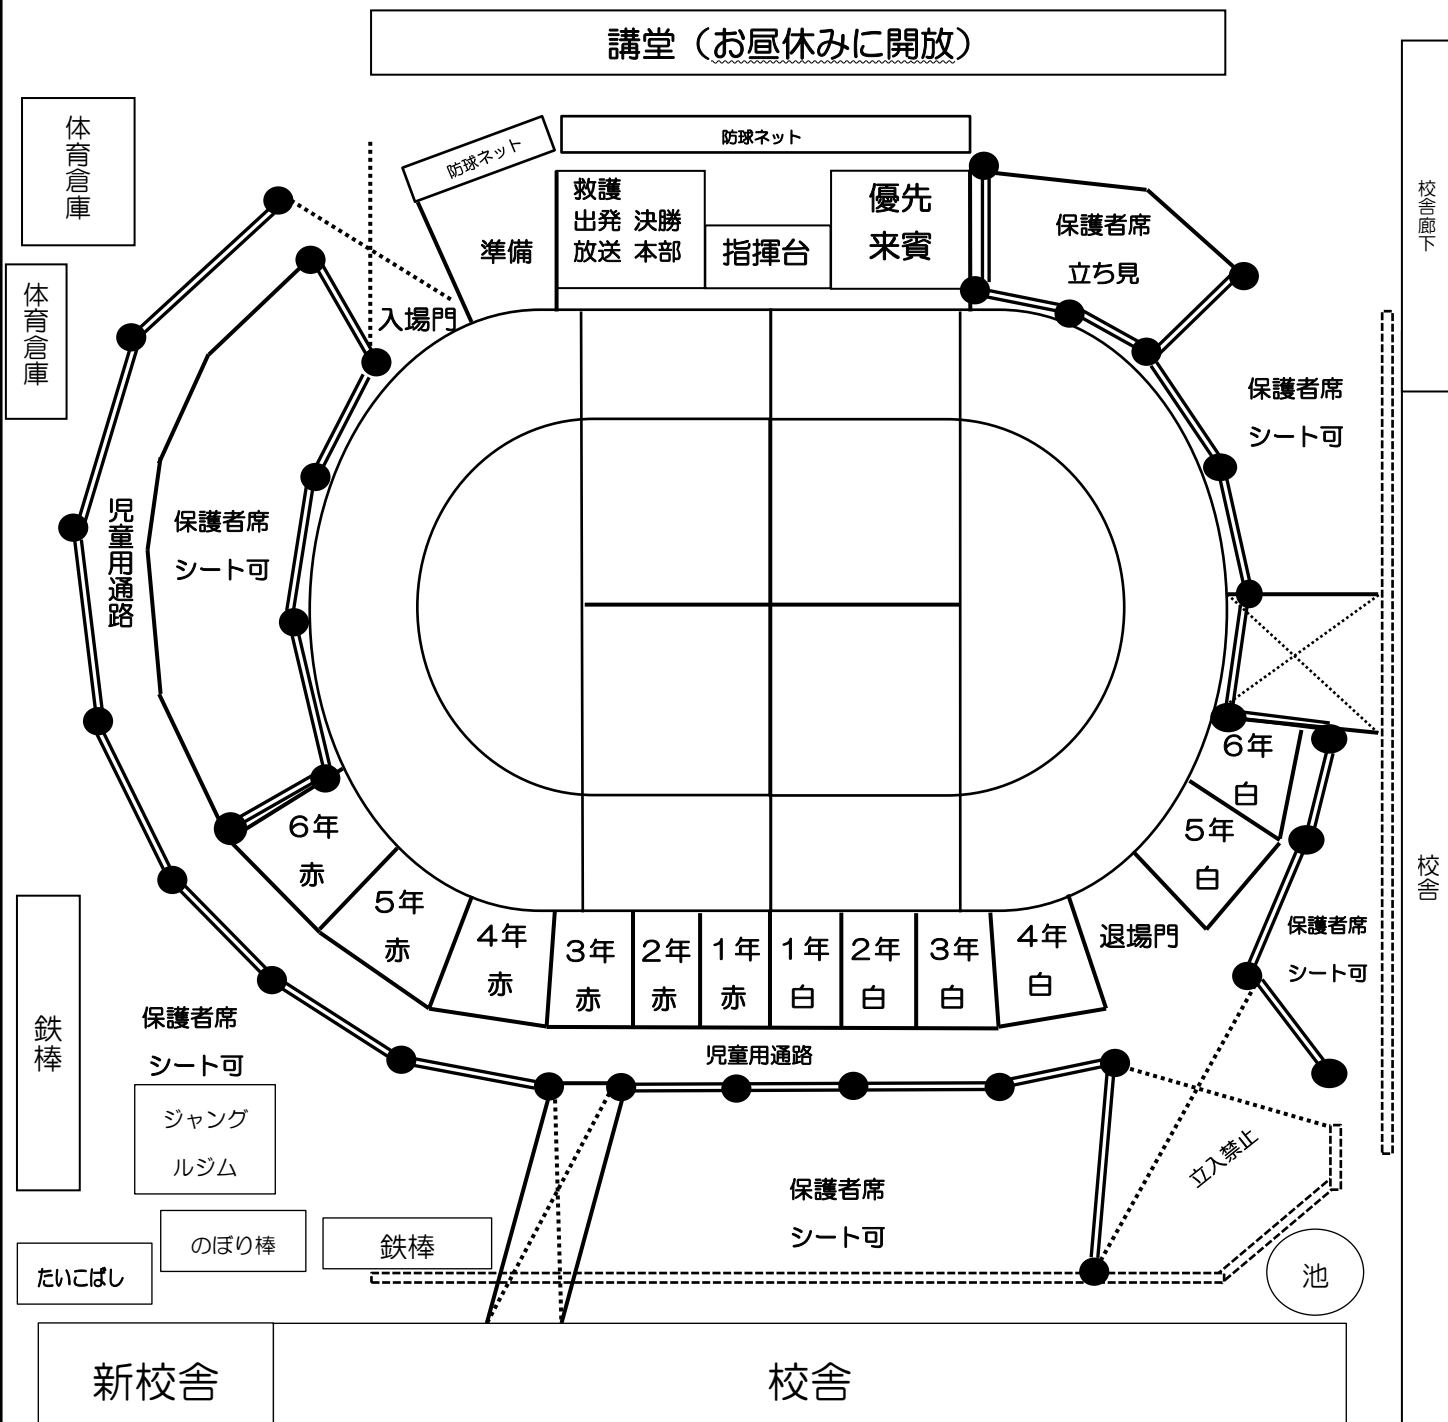 講堂（お昼休みに開放）
体育倉庫
防球ネット
防球ネット
校舎廊下
救護
出発 決勝
放送 本部
準備
指揮台
優先
来賓
保護者席
立ち見
体育倉庫
入場門
保護者席
シート可
児童用通路
保護者席
シート可
6年
白
5年
白
6年
赤
5年
赤
4年
赤
3年
赤
2年
赤
1年
赤
1年
白
2年
白
3年
白
4年
白
退場門
保護者席
シート可
校舎
鉄棒
保護者席
シート可
児童用通路
ジャング
ルジム
のぼり棒
鉄棒
たいこばし
保護者席
シート可
立入禁止
池
新校舎
校舎